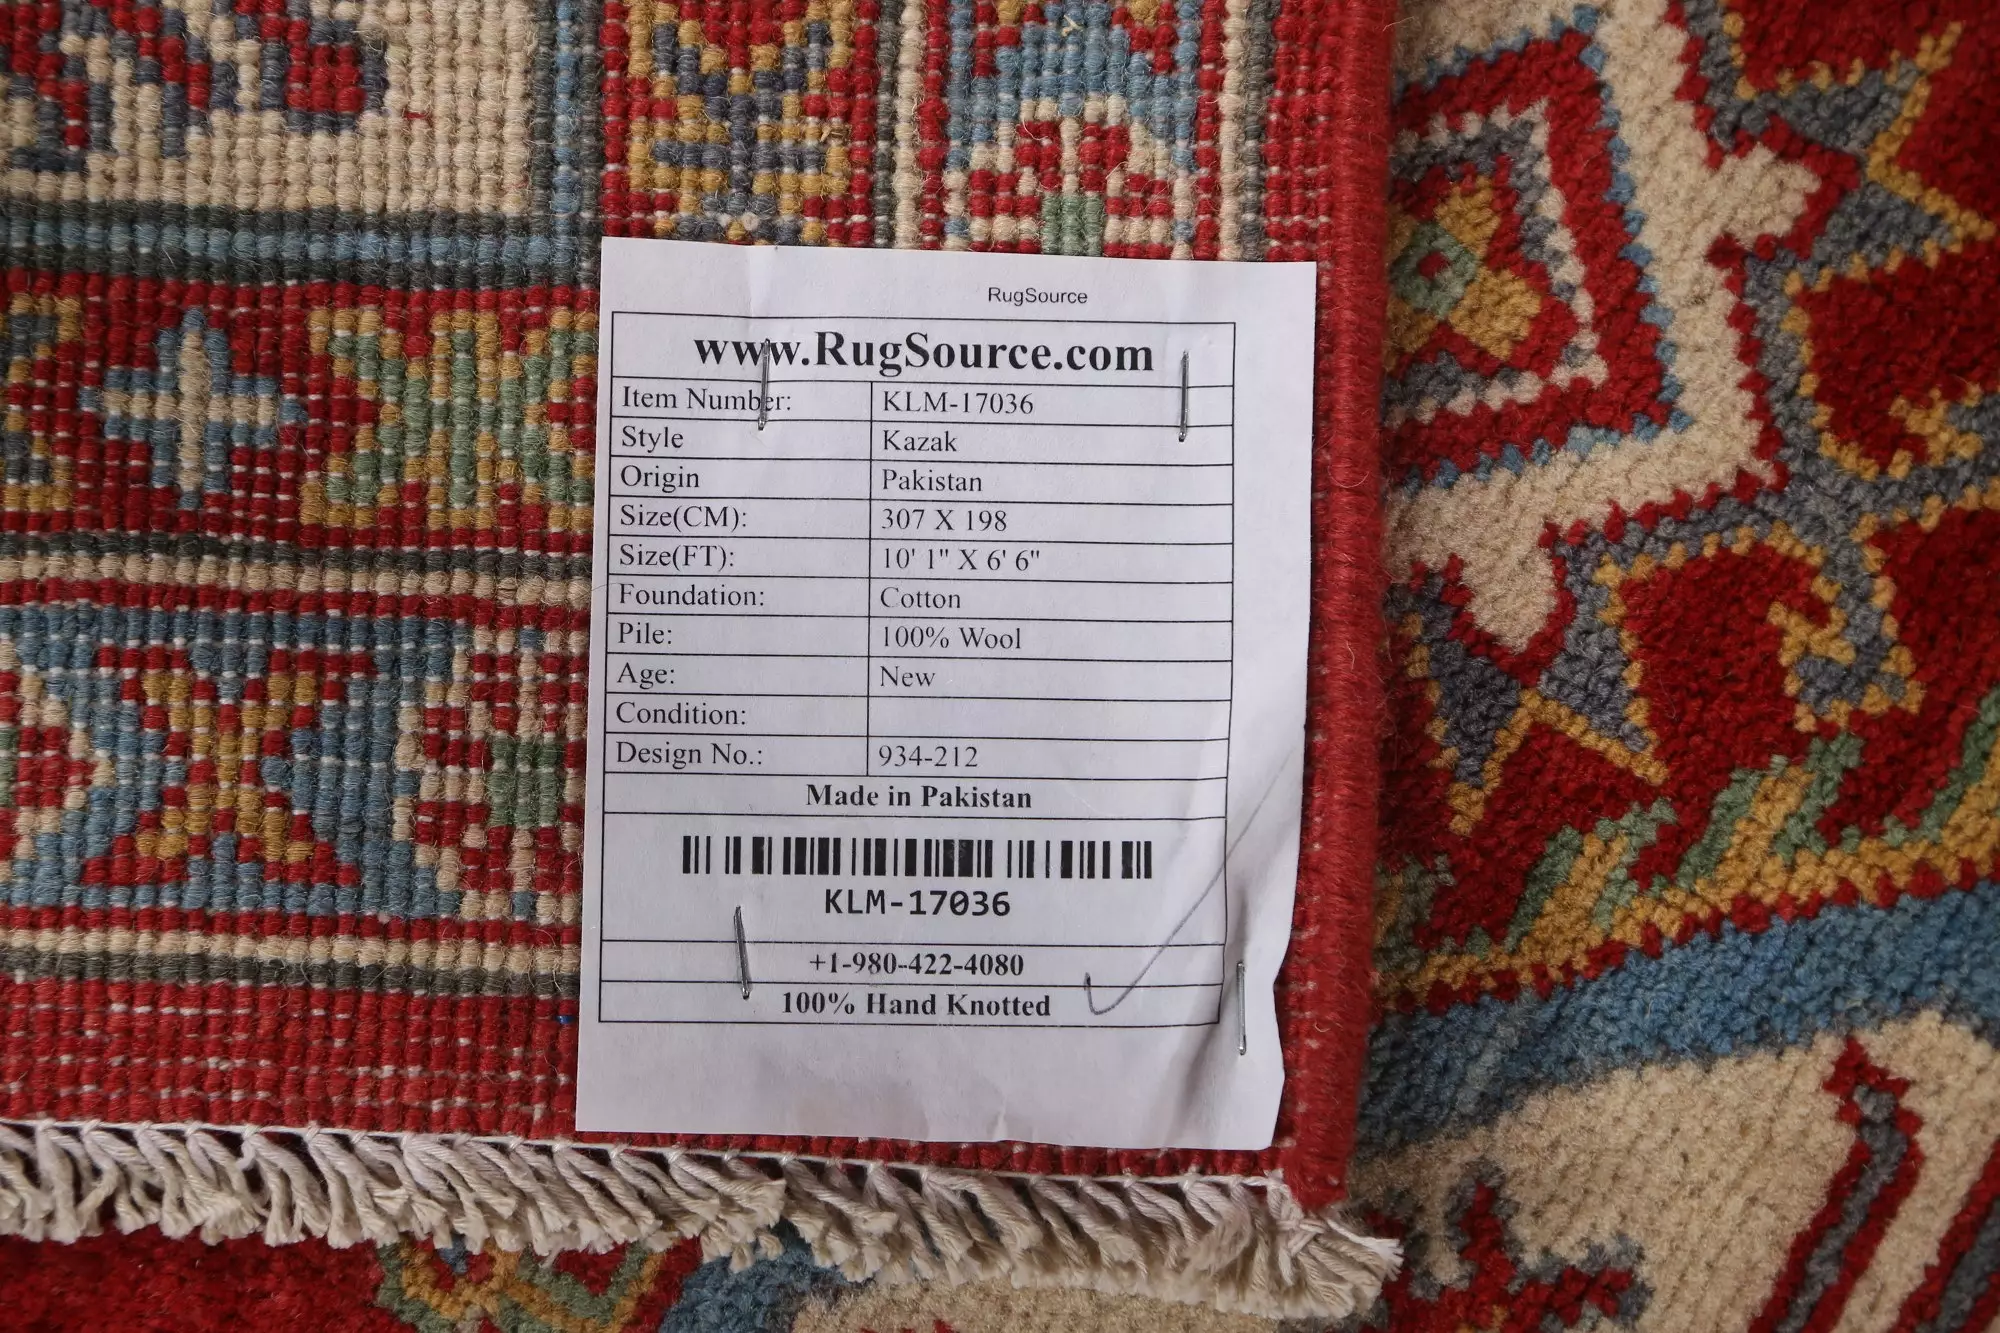 RugSource
www.RugSource.com
Item Number: KLM-17036
Style Kazak
Origin Pakistan
Size(CM): 307 X 198
Size(FT): 10' 1" X 6' 6"
Foundation: Cotton
Pile: 100% Wool
Age: New
Condition:
Design No.: 934-212
Made in Pakistan
KLM-17036
+1-980-422-4080
100% Hand Knotted